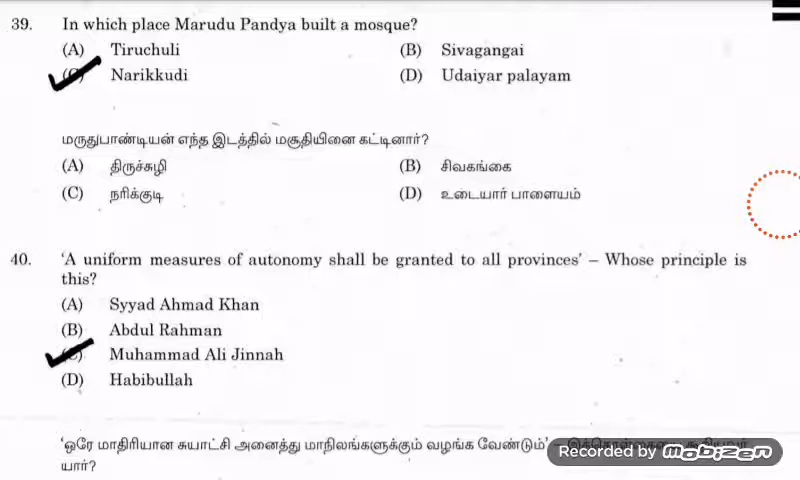 39. In which place Marudu Pandya built a mosque?
(A) Tiruchuli (B) Sivagangai
Narikkudi (D) Udaiyar palayam
மருதுபாண்டியன் எந்த இடத்தில் மசூதியினை கட்டினார்?
(A) திருச்சுழி (B) சிவகங்கை
(C) நரிக்குடி (D) உடையார் பாளையம்
40. 'A uniform measures of autonomy shall be granted to all provinces' – Whose principle is
this?
(A) Syyad Ahmad Khan
(B) Abdul Rahman
Muhammad Ali Jinnah
(D) Habibullah
'ஒரே மாதிரியான சுயாட்சி அனைத்து மாநிலங்களுக்கும் வழங்க வேண்டும்' –
யார்?
Recorded by mobizen